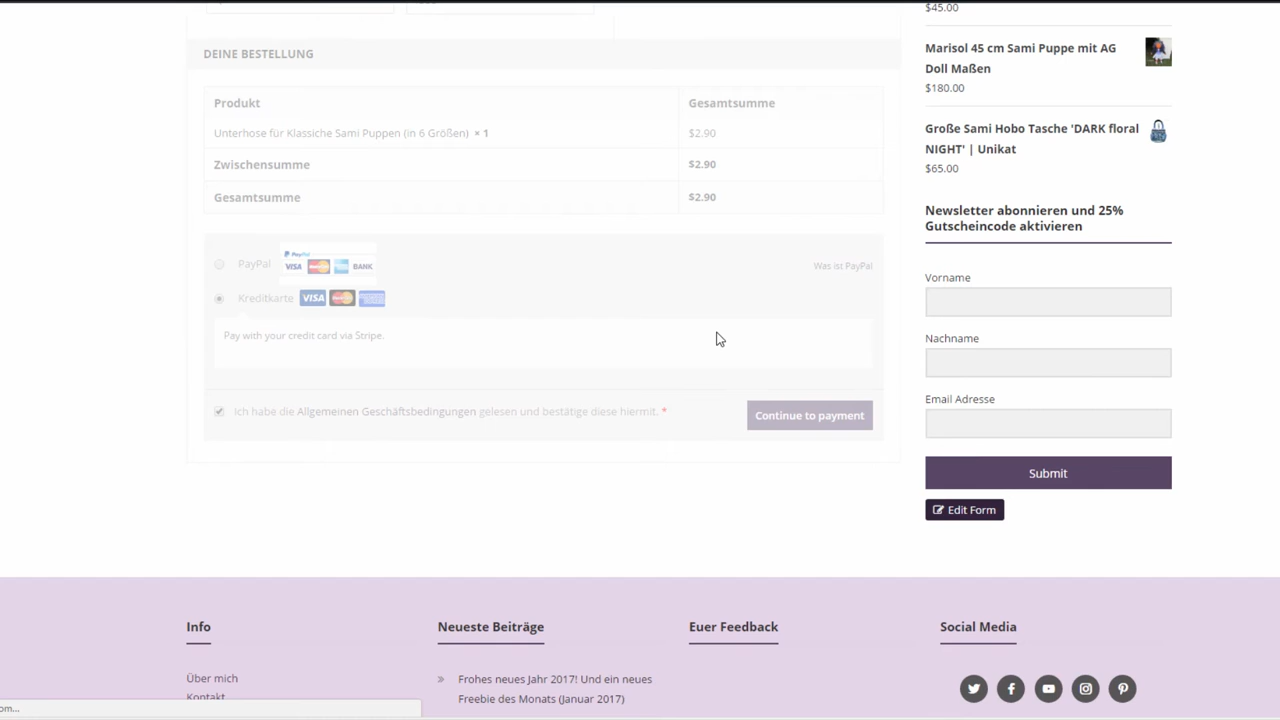 DEINE BESTELLUNG
Produkt
Gesamtsumme
Unterhose für Klassiche Sami Puppen (in 6 Größen) × 1
$2.90
Zwischensumme
$2.90
Gesamtsumme
$2.90
PayPal
PayPal
VISA
BANK
Was ist PayPal
Kreditkarte
VISA
Pay with your credit card via Stripe.
Ich habe die Allgemeinen Geschäftsbedingungen gelesen und bestätige diese hiermit. *
Continue to payment
$45.00
Marisol 45 cm Sami Puppe mit AG
Doll Maßen
$180.00
Große Sami Hobo Tasche 'DARK floral
NIGHT' | Unikat
$65.00
Newsletter abonnieren und 25%
Gutscheincode aktivieren
Vorname
Nachname
Email Adresse
Submit
Edit Form
Info
Über mich
Kontakt
Neueste Beiträge
» Frohes neues Jahr 2017! Und ein neues
Freebie des Monats (Januar 2017)
Euer Feedback
Social Media
om...